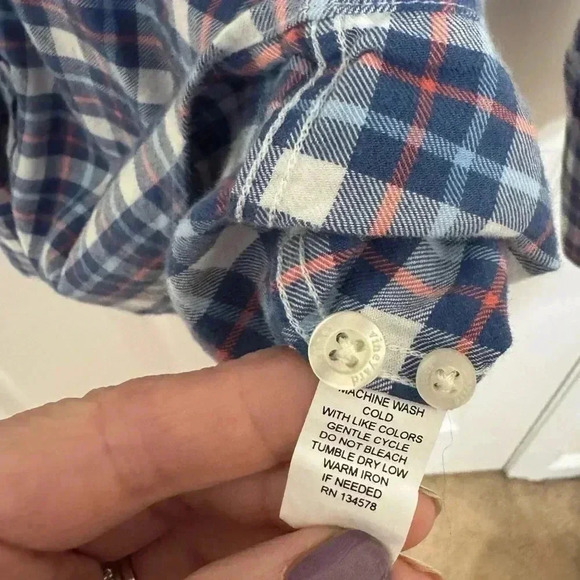 MACHINE WASH
COLD
WITH LIKE COLORS
GENTLE CYCLE
DO NOT BLEACH
TUMBLE DRY LOW
WARM IRON
IF NEEDED
RN 134578